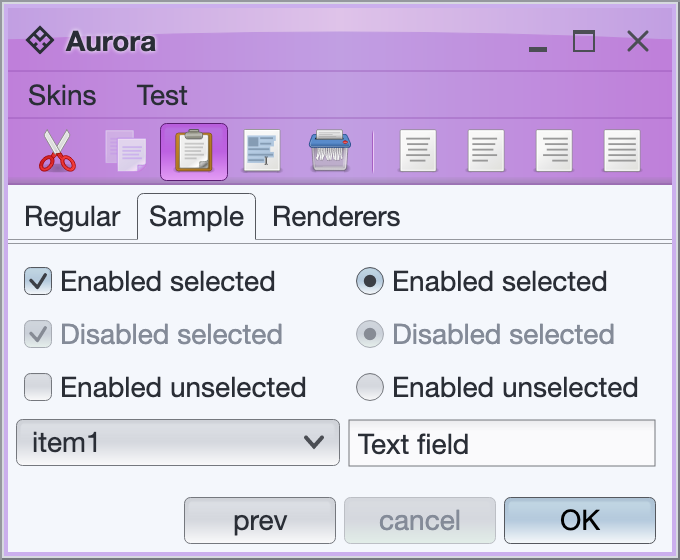 Aurora
Skins Test
Regular Sample Renderers
Enabled selected Enabled selected
Disabled selected Disabled selected
Enabled unselected Enabled unselected
item1 Text field
prev cancel OK